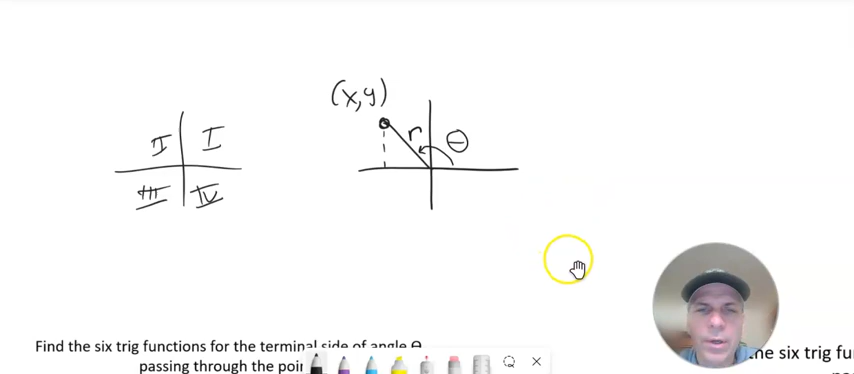 (x,y)
II I
r θ
III IV
Find the six trig functions for the terminal side of angle θ
passing through the poi
he six trig fu